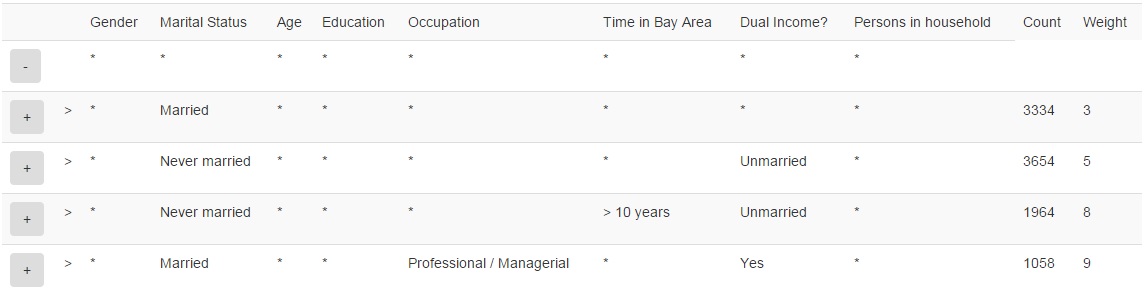 Gender Marital Status Age Education Occupation Time in Bay Area Dual Income? Persons in household Count Weight
- * * * * * * * *
+ > * Married * * * * * * 3334 3
+ > * Never married * * * * Unmarried * 3654 5
+ > * Never married * * * > 10 years Unmarried * 1964 8
+ > * Married * * Professional / Managerial * Yes * 1058 9